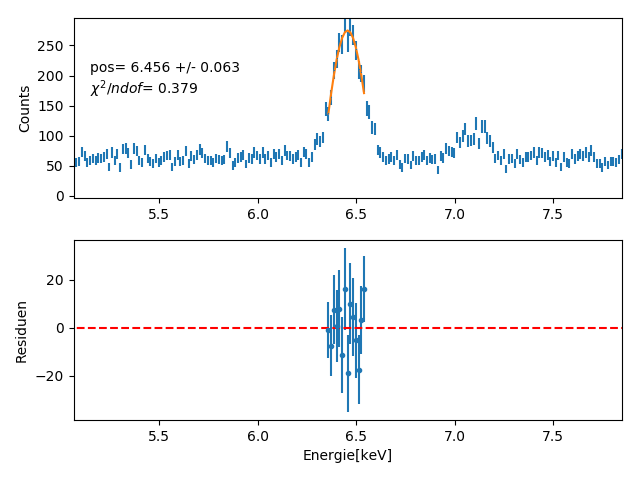 250
200
150
100
50
0
Counts
pos= 6.456 +/- 0.063
χ²/ndof= 0.379
5.5 6.0 6.5 7.0 7.5
20
0
−20
Residuen
5.5 6.0 6.5 7.0 7.5
Energie[keV]